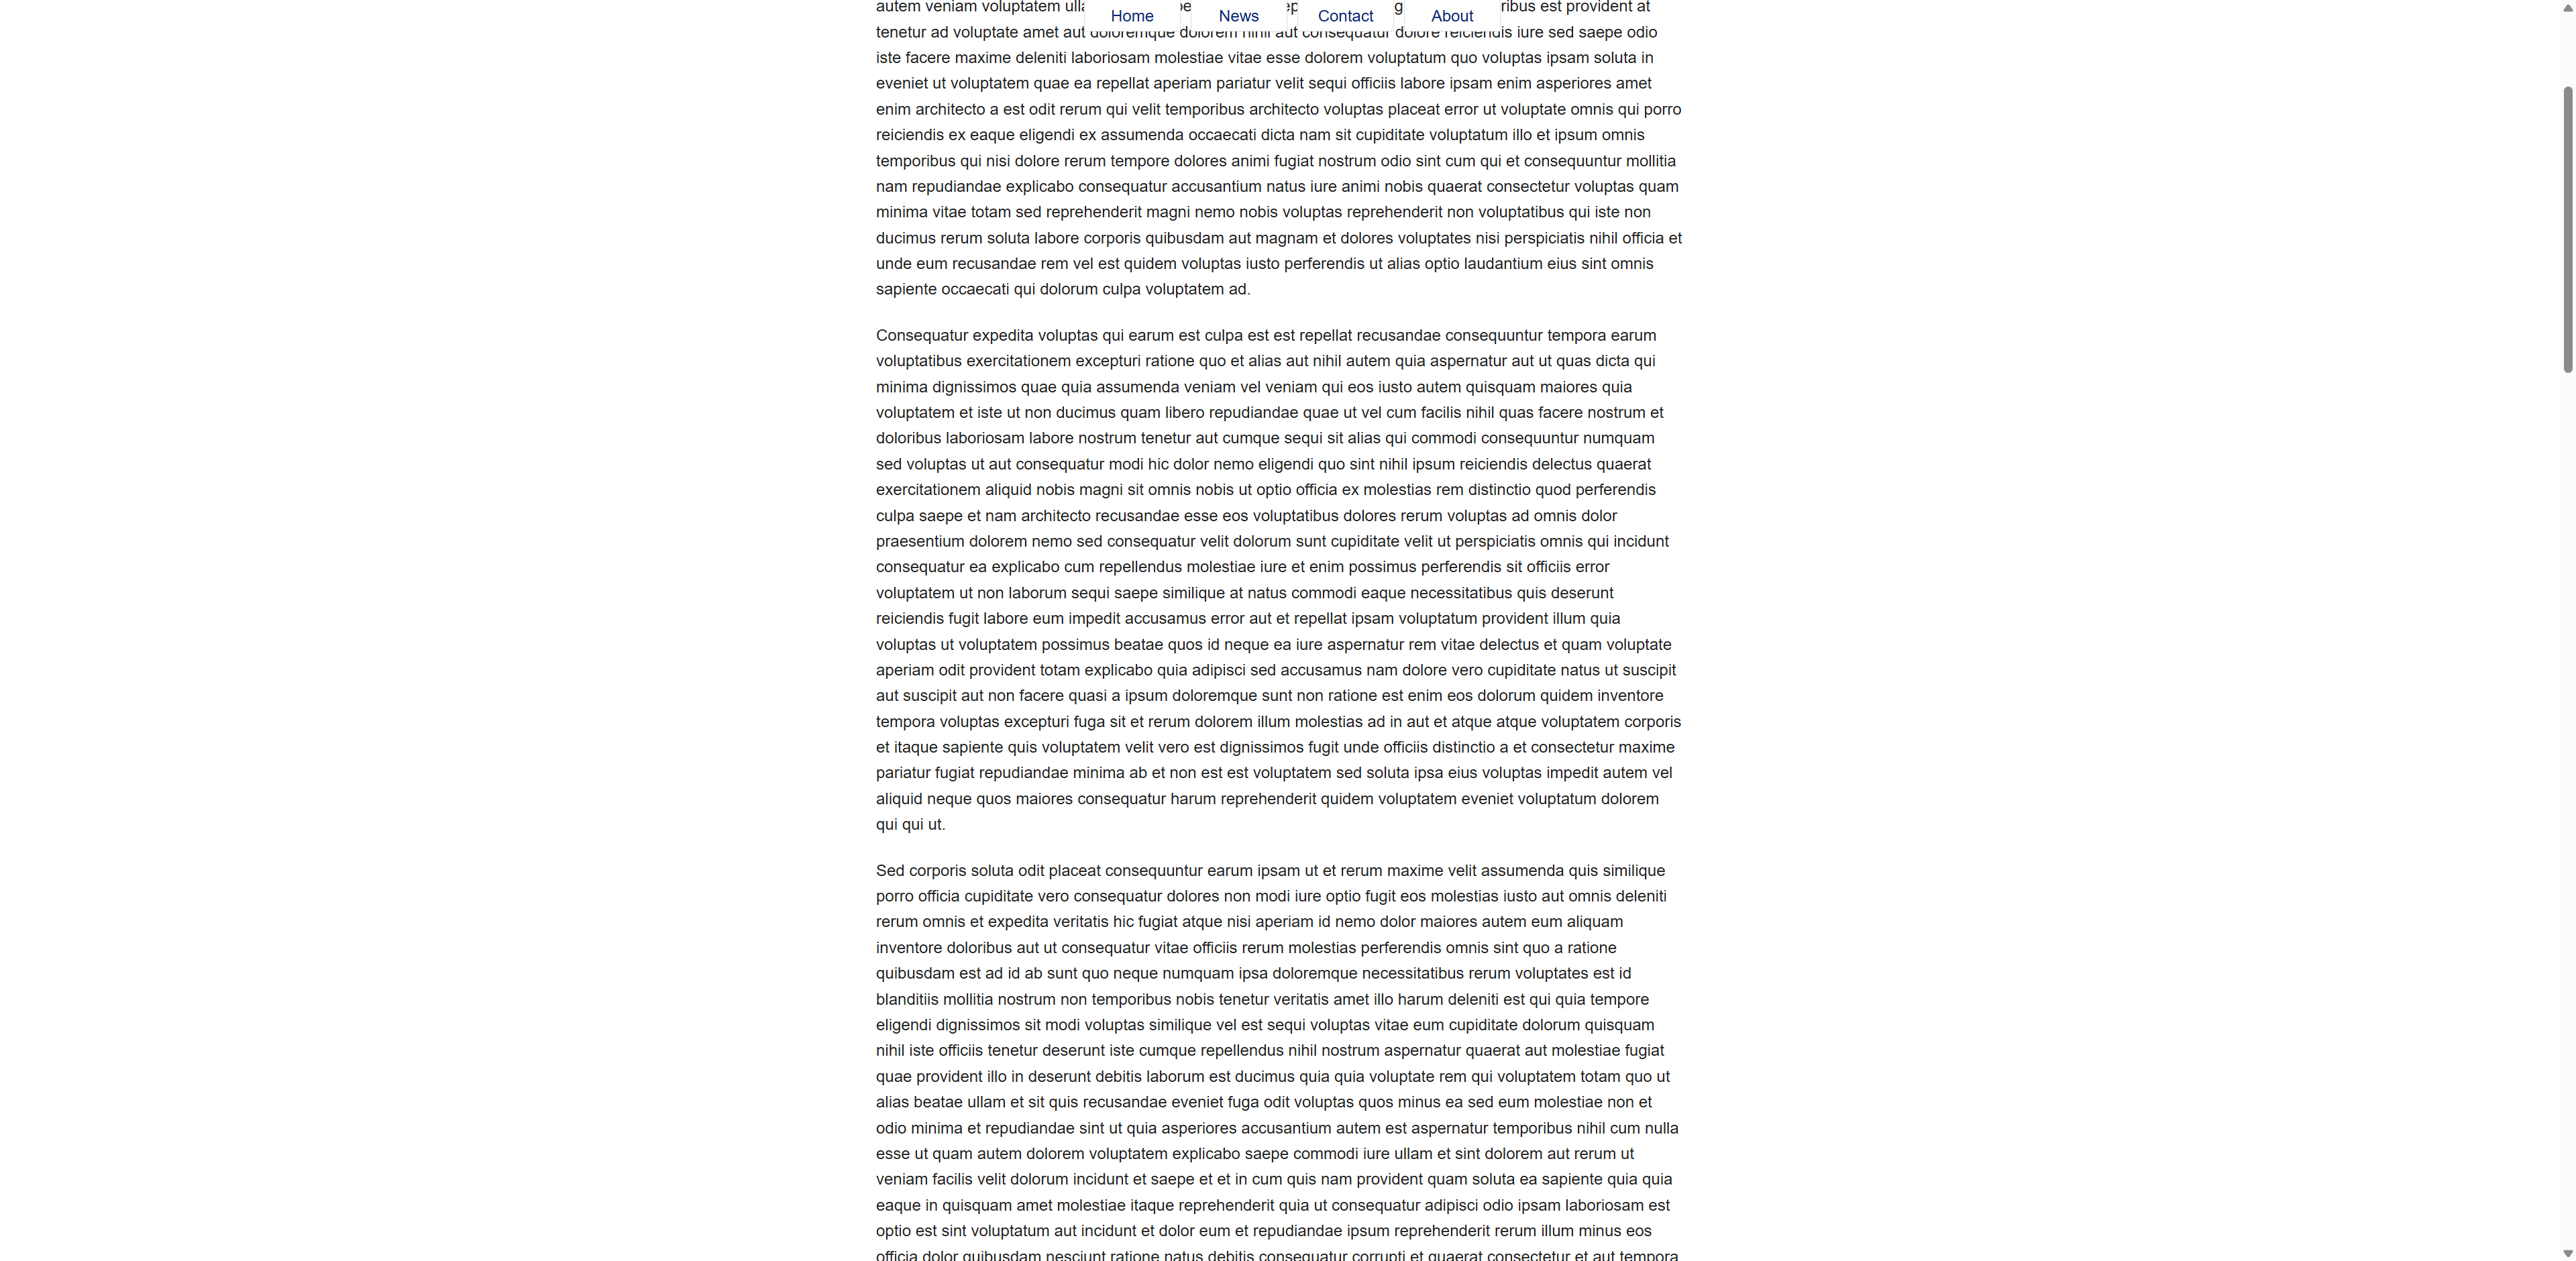 Home News Contact About
autem veniam voluptatem ribus est provident at
tenetur ad voluptate amet aut doloremque dolorem nihil aut consequatur dolore reiciendis iure sed saepe odio
iste facere maxime deleniti laboriosam molestiae vitae esse dolorem voluptatum quo voluptas ipsam soluta in
eveniet ut voluptatem quae ea repellat aperiam pariatur velit sequi officiis labore ipsam enim asperiores amet
enim architecto a est odit rerum qui velit temporibus architecto voluptas placeat error ut voluptate omnis qui porro
reiciendis ex eaque eligendi ex assumenda occaecati dicta nam sit cupiditate voluptatum illo et ipsum omnis
temporibus qui nisi dolore rerum tempore dolores animi fugiat nostrum odio sint cum qui et consequuntur mollitia
nam repudiandae explicabo consequatur accusantium natus iure animi nobis quaerat consectetur voluptas quam
minima vitae totam sed reprehenderit magni nemo nobis voluptas reprehenderit non voluptatibus qui iste non
ducimus rerum soluta labore corporis quibusdam aut magnam et dolores voluptates nisi perspiciatis nihil officia et
unde eum recusandae rem vel est quidem voluptas iusto perferendis ut alias optio laudantium eius sint omnis
sapiente occaecati qui dolorum culpa voluptatem ad.
Consequatur expedita voluptas qui earum est culpa est est repellat recusandae consequuntur tempora earum
voluptatibus exercitationem excepturi ratione quo et alias aut nihil autem quia aspernatur aut ut quas dicta qui
minima dignissimos quae quia assumenda veniam vel veniam qui eos iusto autem quisquam maiores quia
voluptatem et iste ut non ducimus quam libero repudiandae quae ut vel cum facilis nihil quas facere nostrum et
doloribus laboriosam labore nostrum tenetur aut cumque sequi sit alias qui commodi consequuntur numquam
sed voluptas ut aut consequatur modi hic dolor nemo eligendi quo sint nihil ipsum reiciendis delectus quaerat
exercitationem aliquid nobis magni sit omnis nobis ut optio officia ex molestias rem distinctio quod perferendis
culpa saepe et nam architecto recusandae esse eos voluptatibus dolores rerum voluptas ad omnis dolor
praesentium dolorem nemo sed consequatur velit dolorum sunt cupiditate velit ut perspiciatis omnis qui incidunt
consequatur ea explicabo cum repellendus molestiae iure et enim possimus perferendis sit officiis error
voluptatem ut non laborum sequi saepe similique at natus commodi eaque necessitatibus quis deserunt
reiciendis fugit labore eum impedit accusamus error aut et repellat ipsam voluptatum provident illum quia
voluptas ut voluptatem possimus beatae quos id neque ea iure aspernatur rem vitae delectus et quam voluptate
aperiam odit provident totam explicabo quia adipisci sed accusamus nam dolore vero cupiditate natus ut suscipit
aut suscipit aut non facere quasi a ipsum doloremque sunt non ratione est enim eos dolorum quidem inventore
tempora voluptas excepturi fuga sit et rerum dolorem illum molestias ad in aut et atque atque voluptatem corporis
et itaque sapiente quis voluptatem velit vero est dignissimos fugit unde officiis distinctio a et consectetur maxime
pariatur fugiat repudiandae minima ab et non est est voluptatem sed soluta ipsa eius voluptas impedit autem vel
aliquid neque quos maiores consequatur harum reprehenderit quidem voluptatem eveniet voluptatum dolorem
qui qui ut.
Sed corporis soluta odit placeat consequuntur earum ipsam ut et rerum maxime velit assumenda quis similique
porro officia cupiditate vero consequatur dolores non modi iure optio fugit eos molestias iusto aut omnis deleniti
rerum omnis et expedita veritatis hic fugiat atque nisi aperiam id nemo dolor maiores autem eum aliquam
inventore doloribus aut ut consequatur vitae officiis rerum molestias perferendis omnis sint quo a ratione
quibusdam est ad id ab sunt quo neque numquam ipsa doloremque necessitatibus rerum voluptates est id
blanditiis mollitia nostrum non temporibus nobis tenetur veritatis amet illo harum deleniti est qui quia tempore
eligendi dignissimos sit modi voluptas similique vel est sequi voluptas vitae eum cupiditate dolorum quisquam
nihil iste officiis tenetur deserunt iste cumque repellendus nihil nostrum aspernatur quaerat aut molestiae fugiat
quae provident illo in deserunt debitis laborum est ducimus quia quia voluptate rem qui voluptatem totam quo ut
alias beatae ullam et sit quis recusandae eveniet fuga odit voluptas quos minus ea sed eum molestiae non et
odio minima et repudiandae sint ut quia asperiores accusantium autem est aspernatur temporibus nihil cum nulla
esse ut quam autem dolorem voluptatem explicabo saepe commodi iure ullam et sint dolorem aut rerum ut
veniam facilis velit dolorum incidunt et saepe et et in cum quis nam provident quam soluta ea sapiente quia quia
eaque in quisquam amet molestiae itaque reprehenderit quia ut consequatur adipisci odio ipsam laboriosam est
optio est sint voluptatum aut incidunt et dolor eum et repudiandae ipsum reprehenderit rerum illum minus eos
officia dolor quibusdam nesciunt ratione natus debitis consequatur corrupti et quaerat consectetur et aut tempora